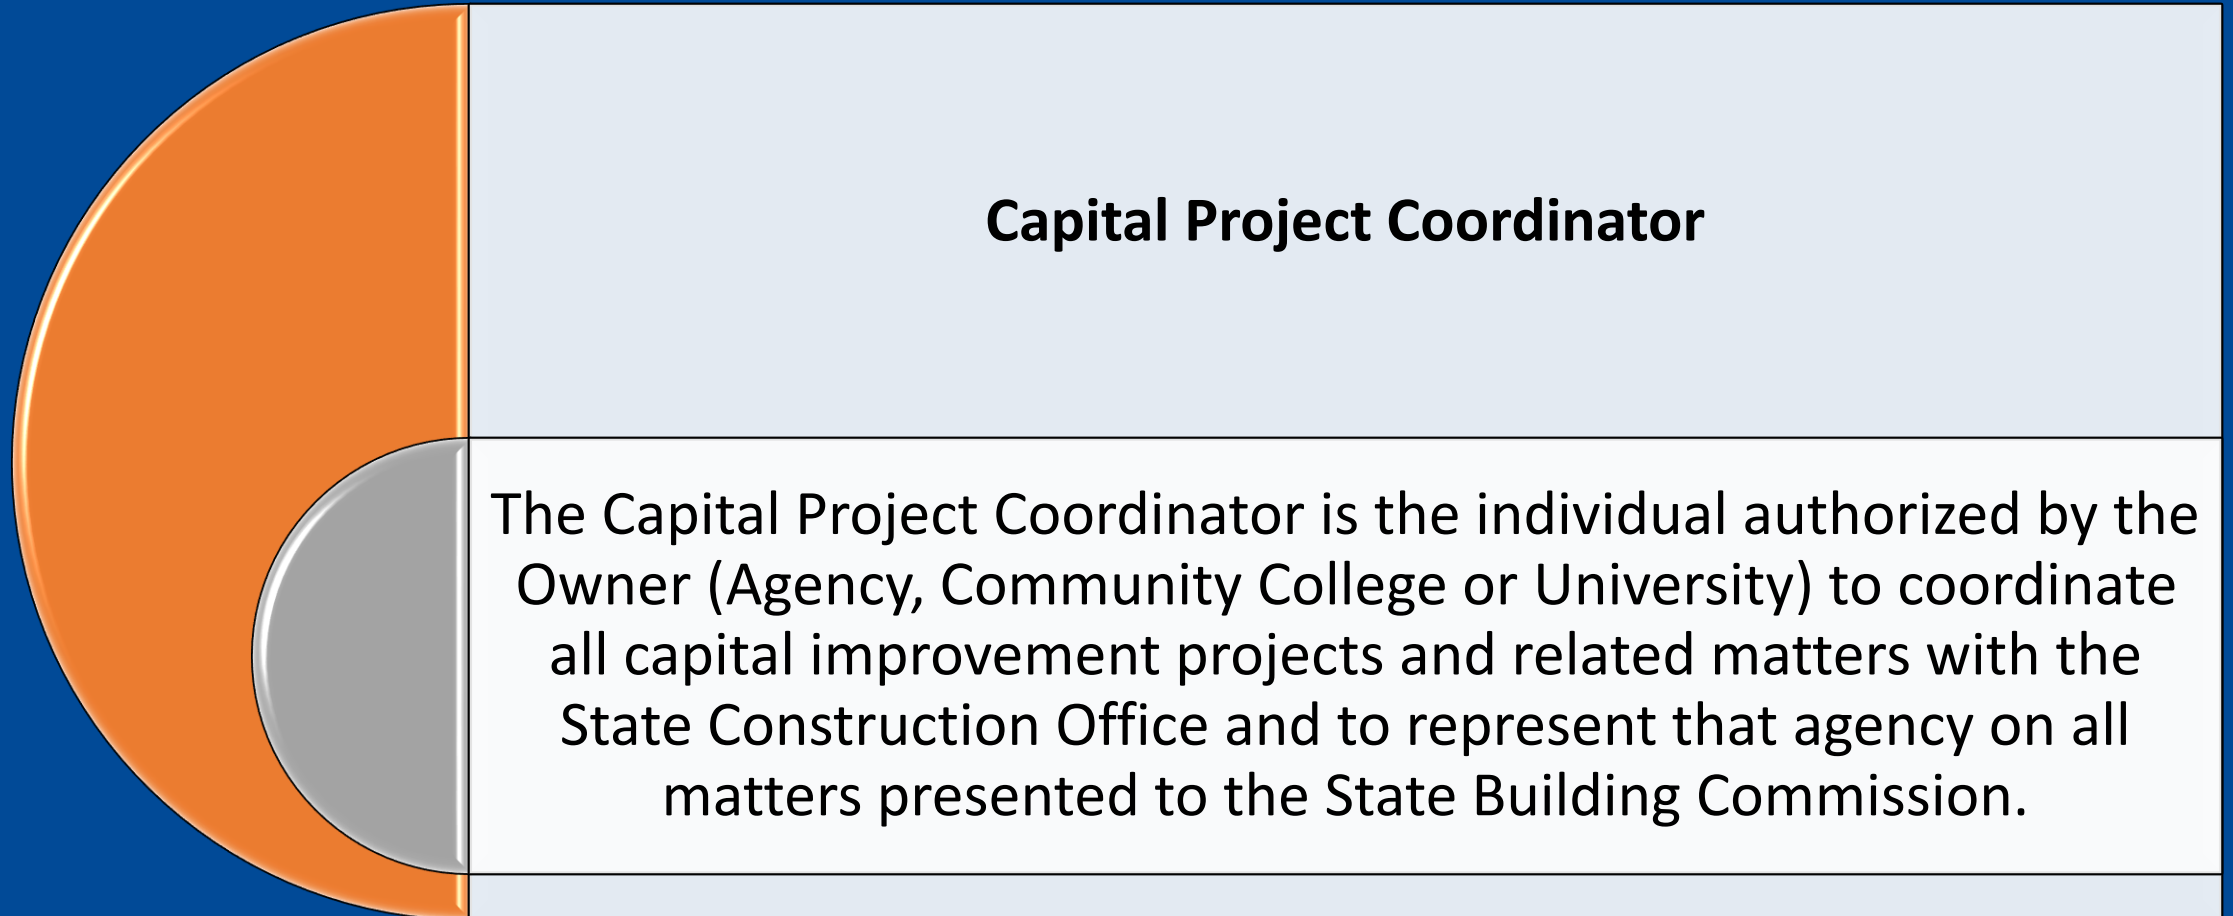 Capital Project Coordinator
The Capital Project Coordinator is the individual authorized by the
Owner (Agency, Community College or University) to coordinate
all capital improvement projects and related matters with the
State Construction Office and to represent that agency on all
matters presented to the State Building Commission.